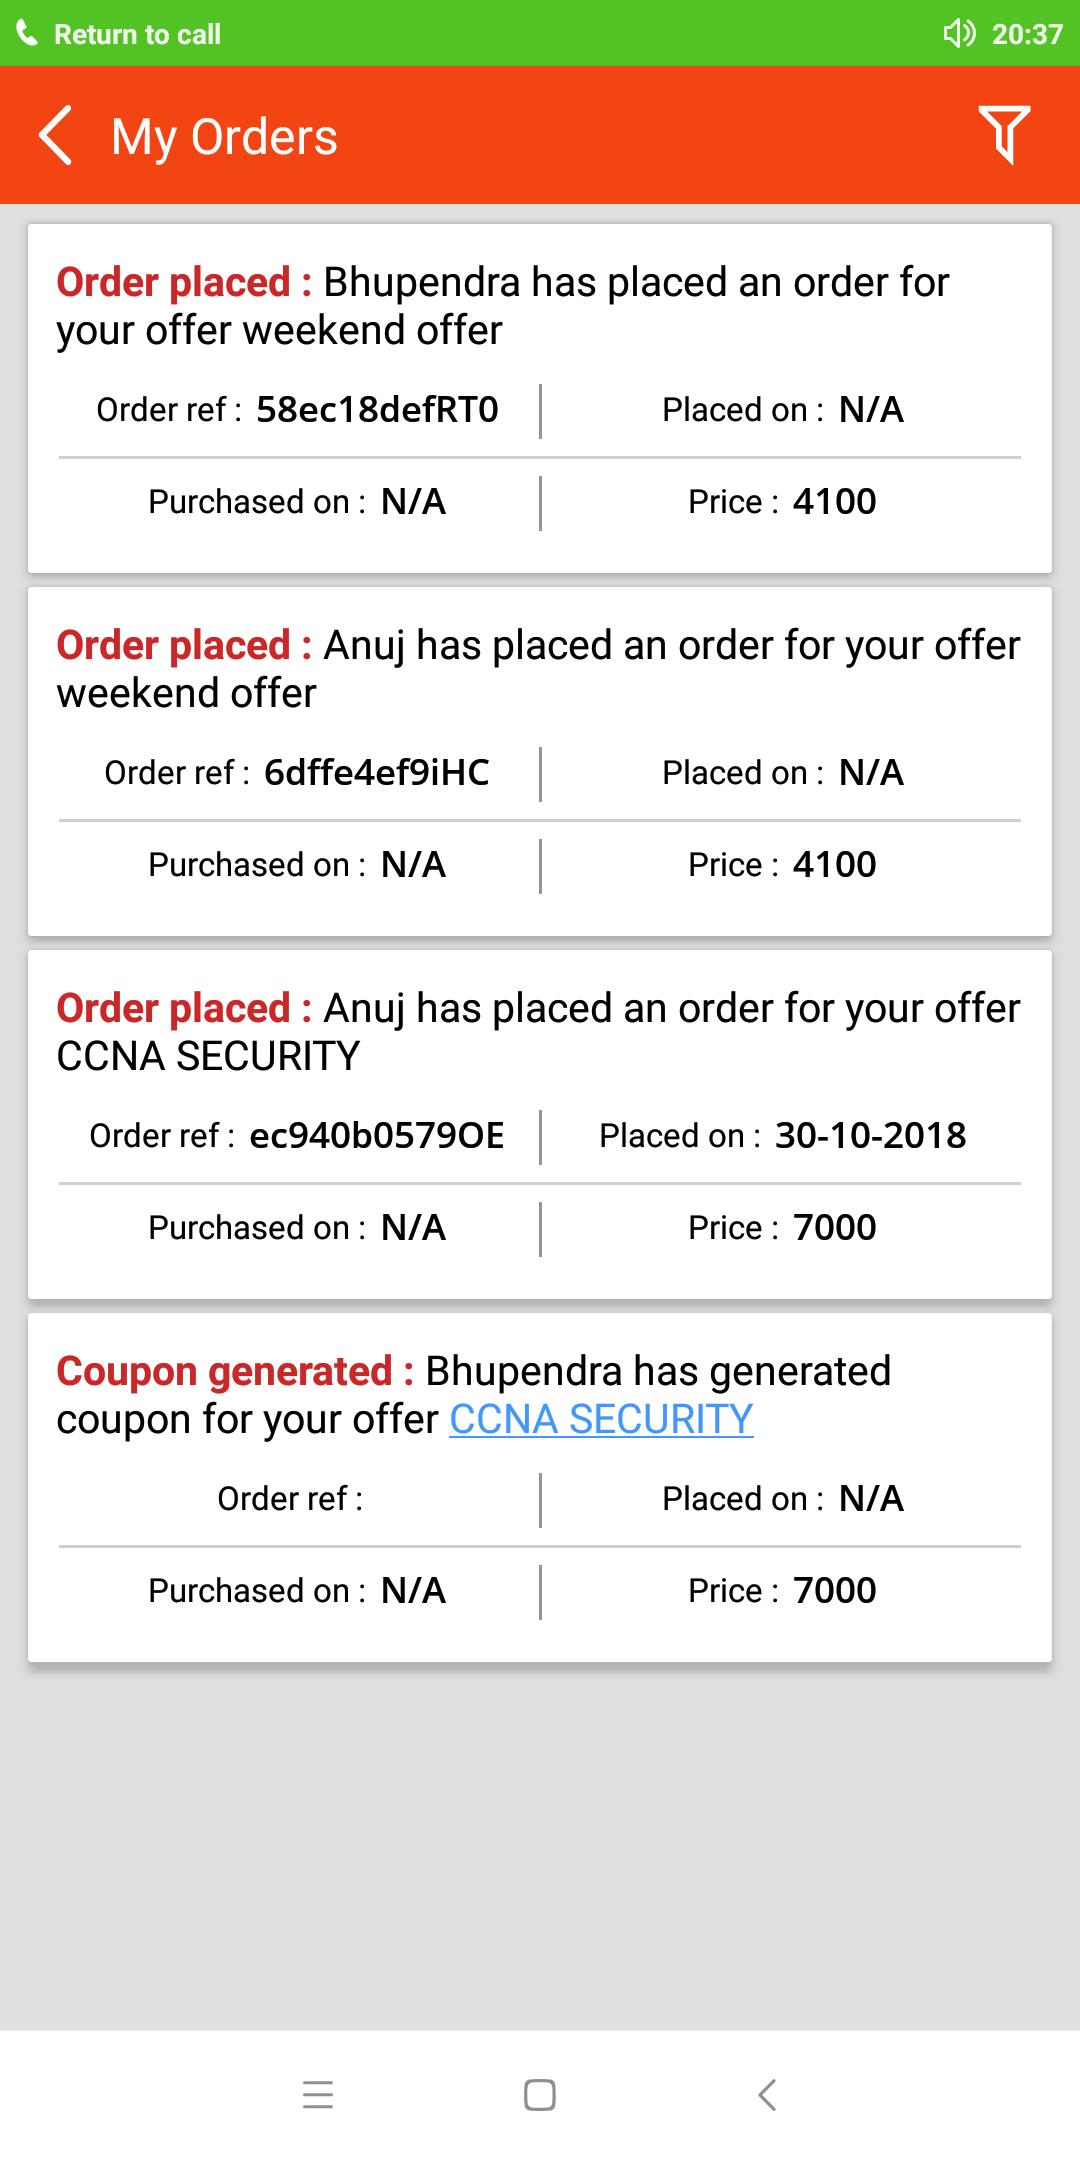 Return to call 20:37
My Orders
Order placed : Bhupendra has placed an order for
your offer weekend offer
Order ref : 58ec18defRT0 Placed on : N/A
Purchased on : N/A Price : 4100
Order placed : Anuj has placed an order for your offer
weekend offer
Order ref : 6dffe4ef9iHC Placed on : N/A
Purchased on : N/A Price : 4100
Order placed : Anuj has placed an order for your offer
CCNA SECURITY
Order ref : ec940b0579OE Placed on : 30-10-2018
Purchased on : N/A Price : 7000
Coupon generated : Bhupendra has generated
coupon for your offer CCNA SECURITY
Order ref : Placed on : N/A
Purchased on : N/A Price : 7000